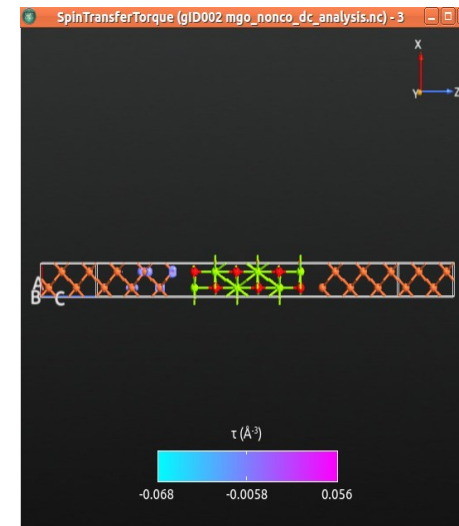 SpinTransferTorque (gID002 mgo_nonco_dc_analysis.nc) - 3
X
Y Z
A
B C
τ (Å⁻³)
-0.068 -0.0058 0.056